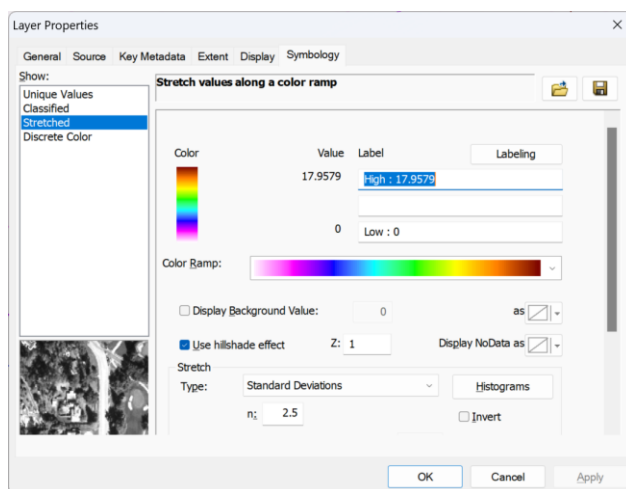 Layer Properties
General Source Key Metadata Extent Display Symbology
Show:
Unique Values
Classified
Stretched
Discrete Color
Stretch values along a color ramp
Color Value Label Labeling
17.9579 High : 17.9579
0 Low : 0
Color Ramp:
Display Background Value: 0 as
Use hillshade effect Z: 1 Display NoData as
Stretch
Type: Standard Deviations Histograms
n: 2.5 Invert
OK Cancel Apply